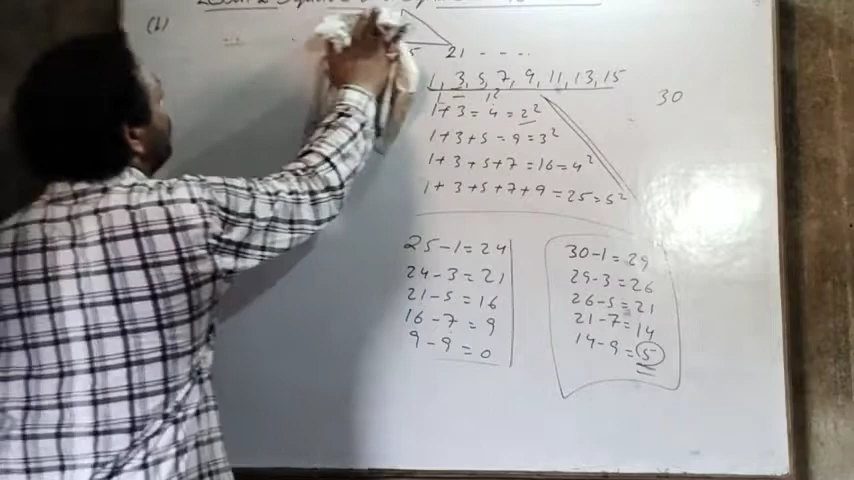 (b)
21 - - - .
1, 3, 5, 7, 9, 11, 13, 15
30
1 + 3 = 4 = 2²
1 + 3 + 5 = 9 = 3²
1 + 3 + 5 + 7 = 16 = 4²
1 + 3 + 5 + 7 + 9 = 25 = 5²
25 - 1 = 24
24 - 3 = 21
21 - 5 = 16
16 - 7 = 9
9 - 9 = 0
30 - 1 = 29
29 - 3 = 26
26 - 5 = 21
21 - 7 = 14
14 - 9 = 5